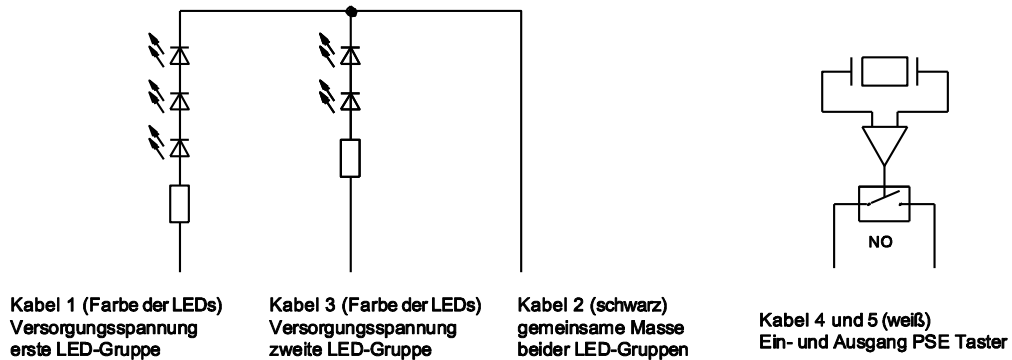 NO
Kabel 1 (Farbe der LEDs)
Versorgungsspannung
erste LED-Gruppe
Kabel 3 (Farbe der LEDs)
Versorgungsspannung
zweite LED-Gruppe
Kabel 2 (schwarz)
gemeinsame Masse
beider LED-Gruppen
Kabel 4 und 5 (weiß)
Ein- und Ausgang PSE Taster